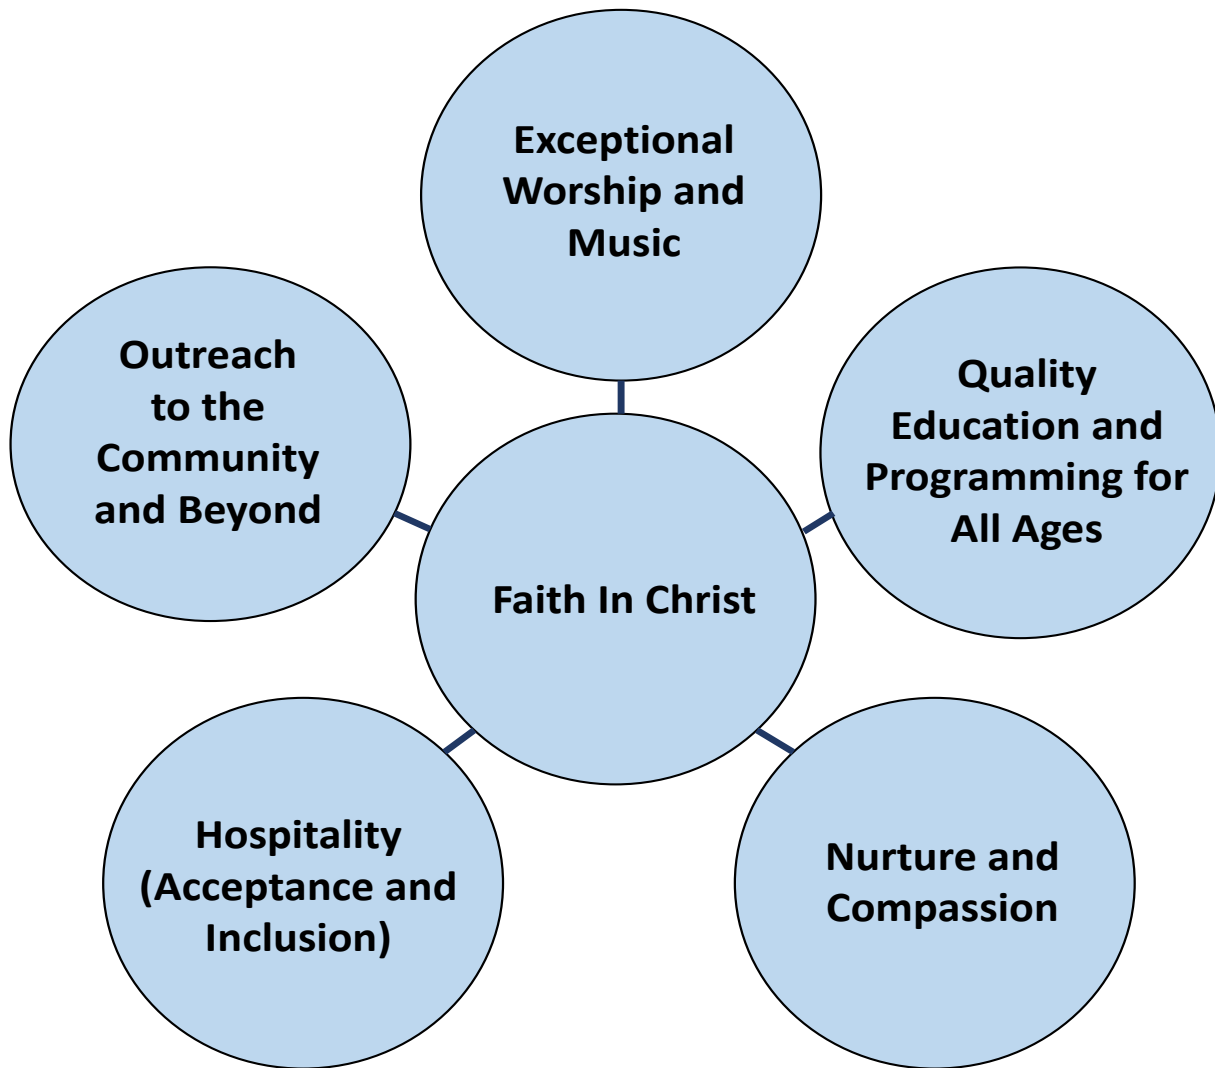 Exceptional
Worship and
Music
Outreach
to the
Community
and Beyond
Quality
Education and
Programming for
All Ages
Faith In Christ
Hospitality
(Acceptance and
Inclusion)
Nurture and
Compassion